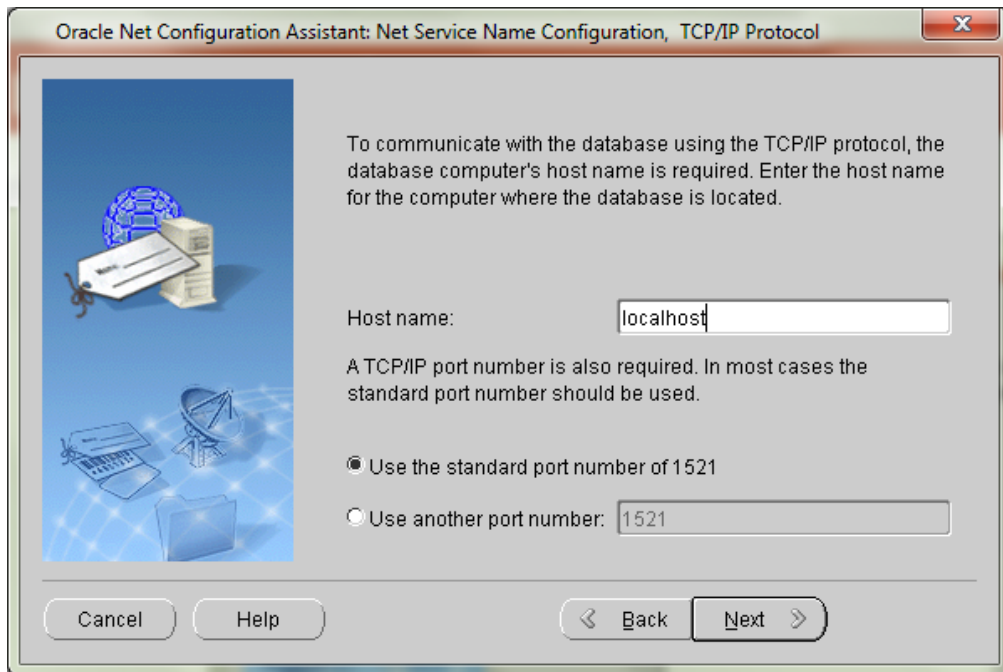 Oracle Net Configuration Assistant: Net Service Name Configuration, TCP/IP Protocol
To communicate with the database using the TCP/IP protocol, the
database computer's host name is required. Enter the host name
for the computer where the database is located.
Host name: localhost
A TCP/IP port number is also required. In most cases the
standard port number should be used.
Use the standard port number of 1521
Use another port number: 1521
Cancel Help Back Next